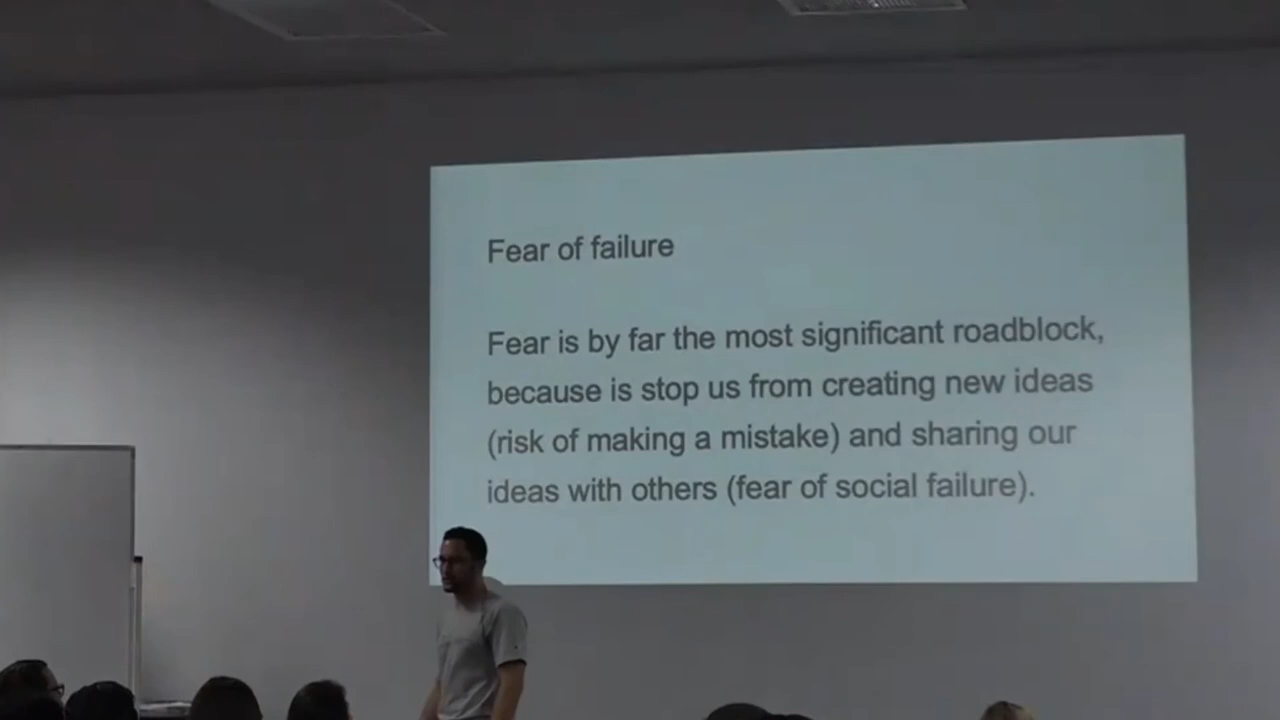 Fear of failure
Fear is by far the most significant roadblock,
because is stop us from creating new ideas
(risk of making a mistake) and sharing our
ideas with others (fear of social failure).